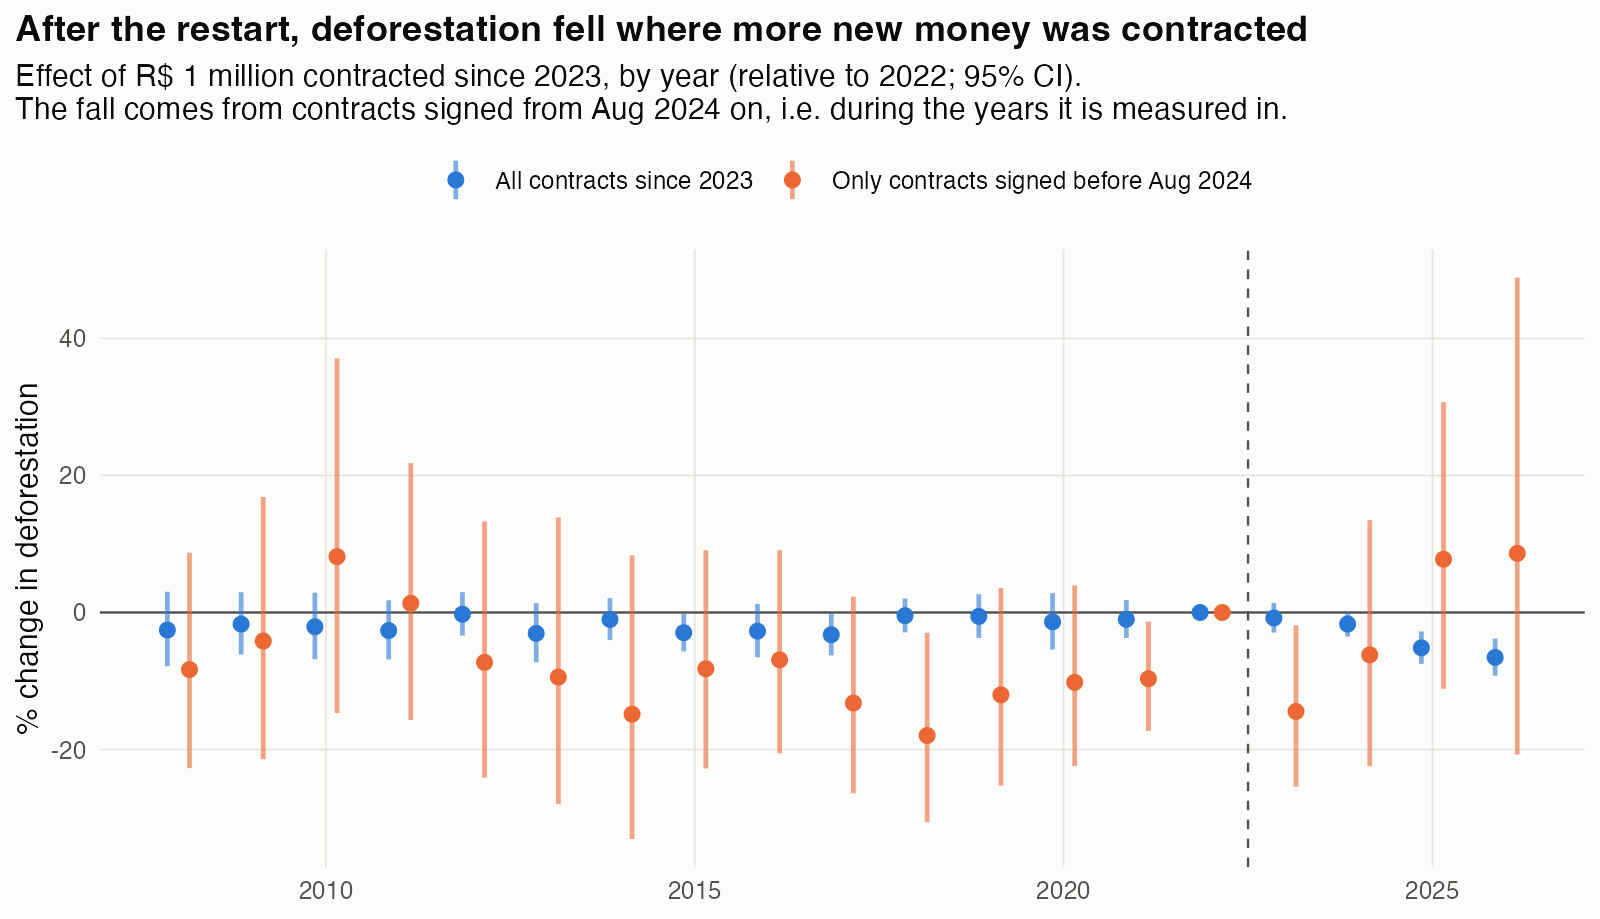 After the restart, deforestation fell where more new money was contracted
Effect of R$ 1 million contracted since 2023, by year (relative to 2022; 95% CI).
The fall comes from contracts signed from Aug 2024 on, i.e. during the years it is measured in.
All contracts since 2023
Only contracts signed before Aug 2024
% change in deforestation
40
20
0
-20
2010
2015
2020
2025